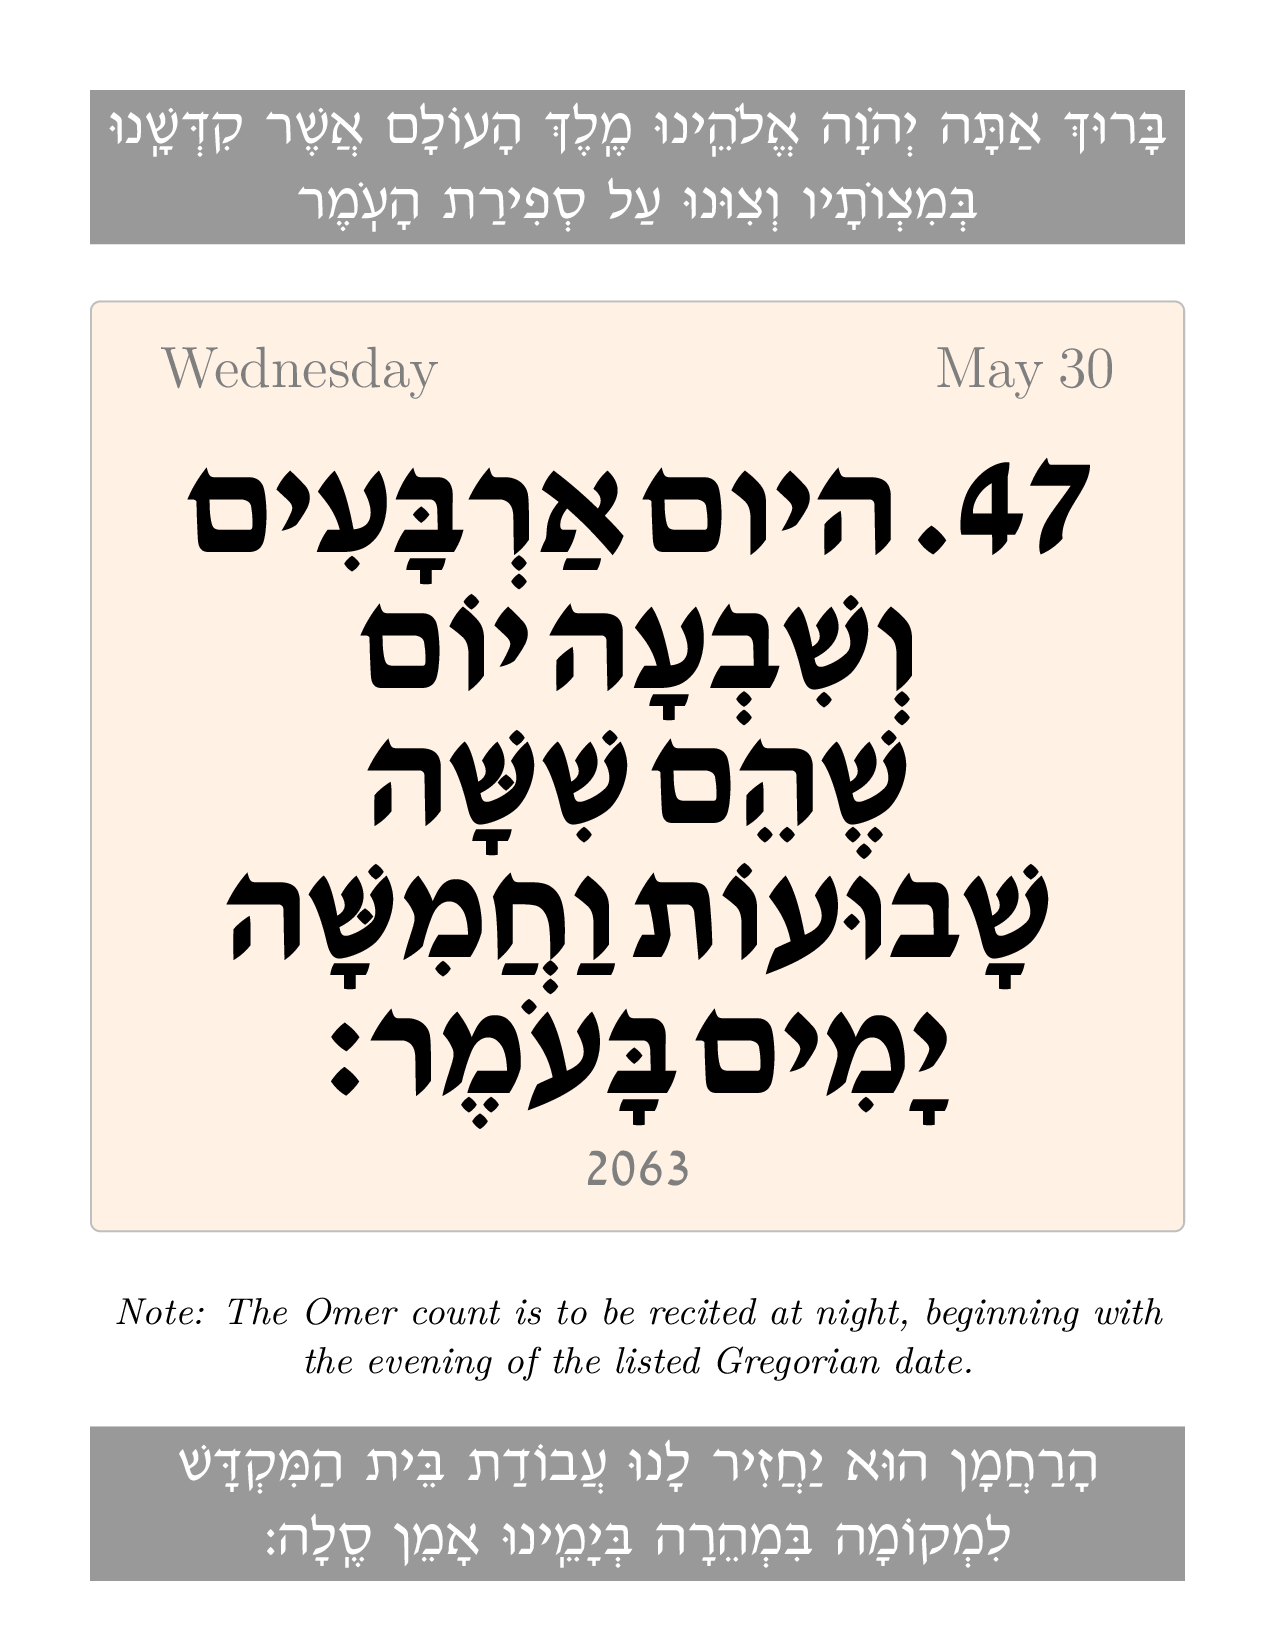 בָּרוּךְ אַתָּה יְהֹוָה אֱלֹהֵֽינוּ מֶֽלֶךְ הָעוֹלָם אֲשֶׁר קִדְּשָֽׁנוּ
בְּמִצְוֹתָיו וְצִוּנוּ עַל סְפִירַת הָעֹֽמֶר
Wednesday May 30
47. היום אַרְבָּעִים
וְשִׁבְעָה יוֹם
שֶׁהֵם שִׁשָּׁה
שָׁבוּעוֹת וַחֲמִשָּׁה
יָמִים בָּעֹמֶר:
2063
Note: The Omer count is to be recited at night, beginning with
the evening of the listed Gregorian date.
הָרַחֲמָן הוּא יַחֲזִיר לָנוּ עֲבוֹדַת בֵּית הַמִּקְדָּשׁ
לִמְקוֹמָה בִּמְהֵרָה בְּיָמֵֽינוּ אָמֵן סֶֽלָה: